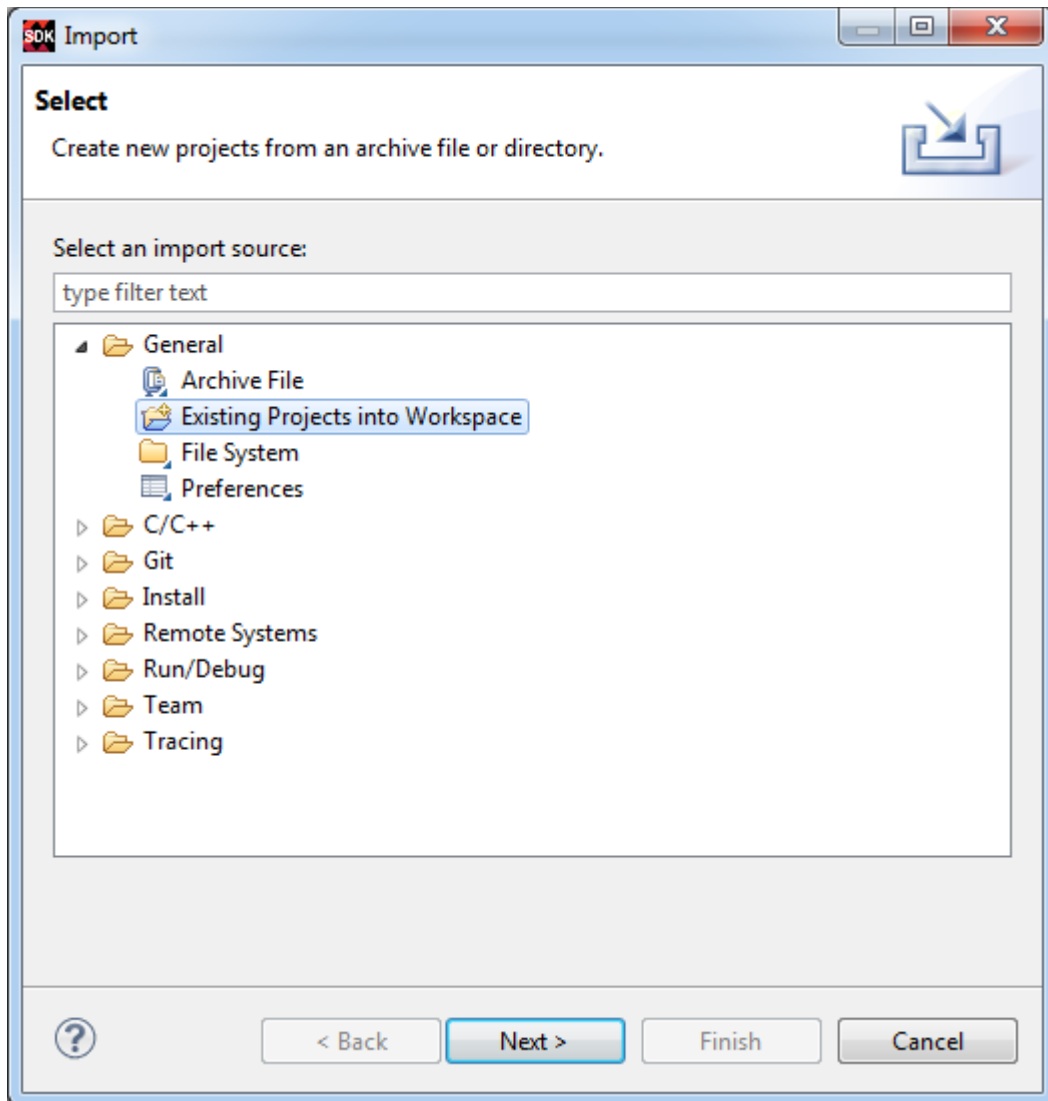 SDK Import
Select
Create new projects from an archive file or directory.
Select an import source:
type filter text
General
Archive File
Existing Projects into Workspace
File System
Preferences
C/C++
Git
Install
Remote Systems
Run/Debug
Team
Tracing
?
< Back Next > Finish Cancel